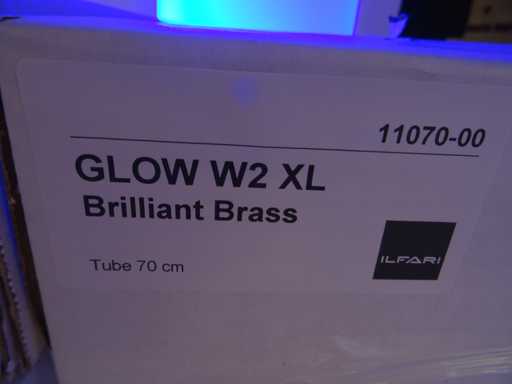 11070-00
GLOW W2 XL
Brilliant Brass
Tube 70 cm
ILFARI